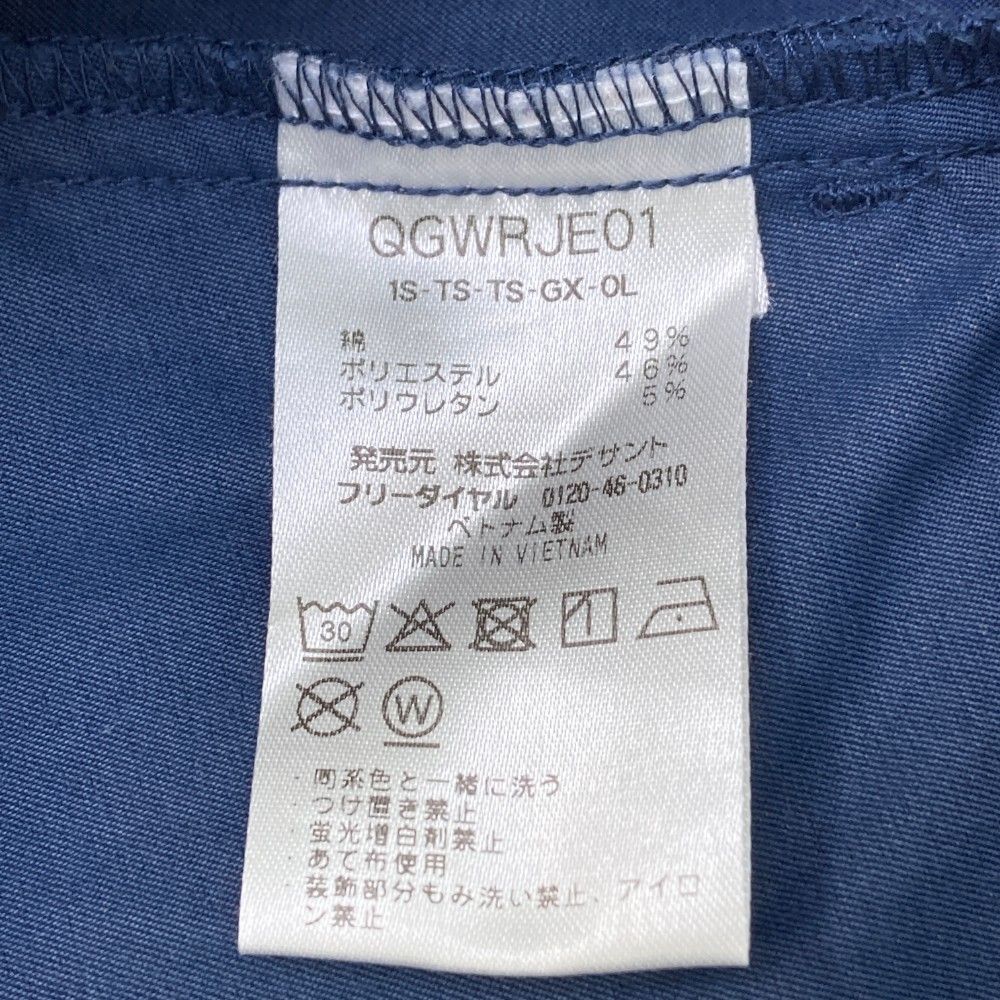 QGWRJE01
1S-TS-TS-GX-0L
綿 49%
ポリエステル 46%
ポリウレタン 5%
発売元 株式会社デサント
フリーダイヤル 0120-46-0310
ベトナム製
MADE IN VIETNAM
30
W
・同系色と一緒に洗う
・つけ置き禁止
・蛍光増白剤禁止
・あて布使用
・装飾部分もみ洗い禁止、アイロ
ン禁止